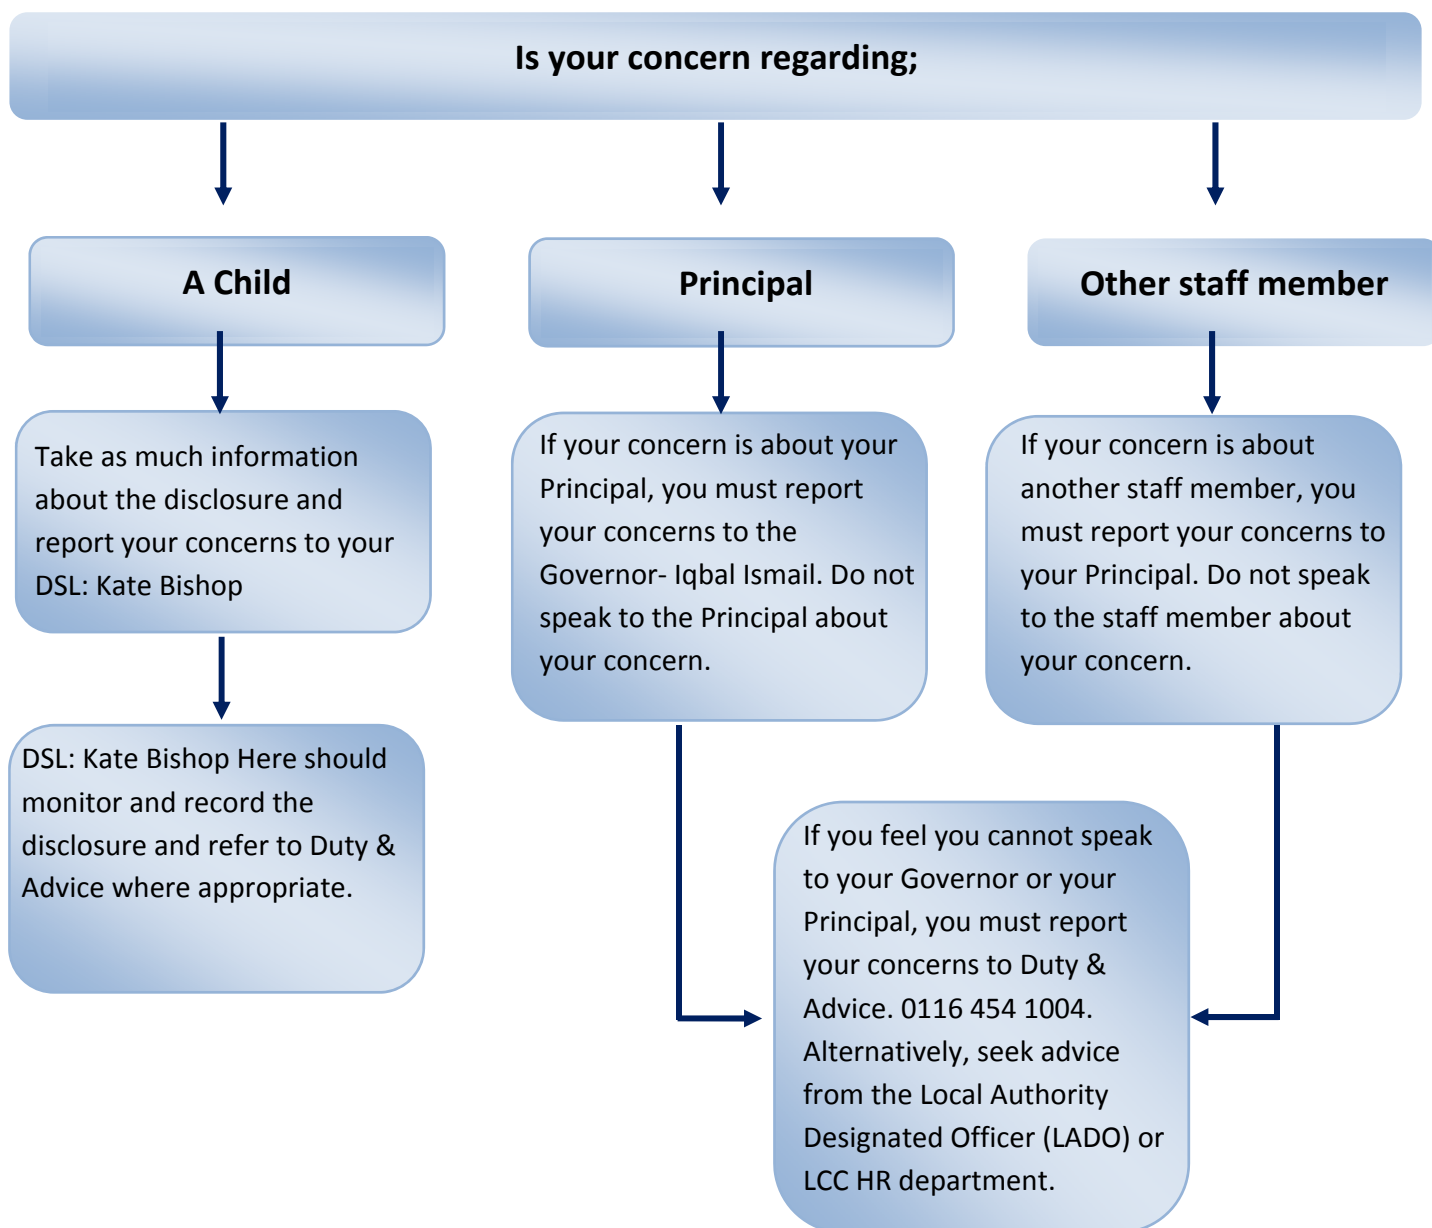 Is your concern regarding;
A Child
Principal
Other staff member
Take as much information
about the disclosure and
report your concerns to your
DSL: Kate Bishop
If your concern is about your
Principal, you must report
your concerns to the
Governor- Iqbal Ismail. Do not
speak to the Principal about
your concern.
If your concern is about
another staff member, you
must report your concerns to
your Principal. Do not speak
to the staff member about
your concern.
DSL: Kate Bishop Here should
monitor and record the
disclosure and refer to Duty &
Advice where appropriate.
If you feel you cannot speak
to your Governor or your
Principal, you must report
your concerns to Duty &
Advice. 0116 454 1004.
Alternatively, seek advice
from the Local Authority
Designated Officer (LADO) or
LCC HR department.